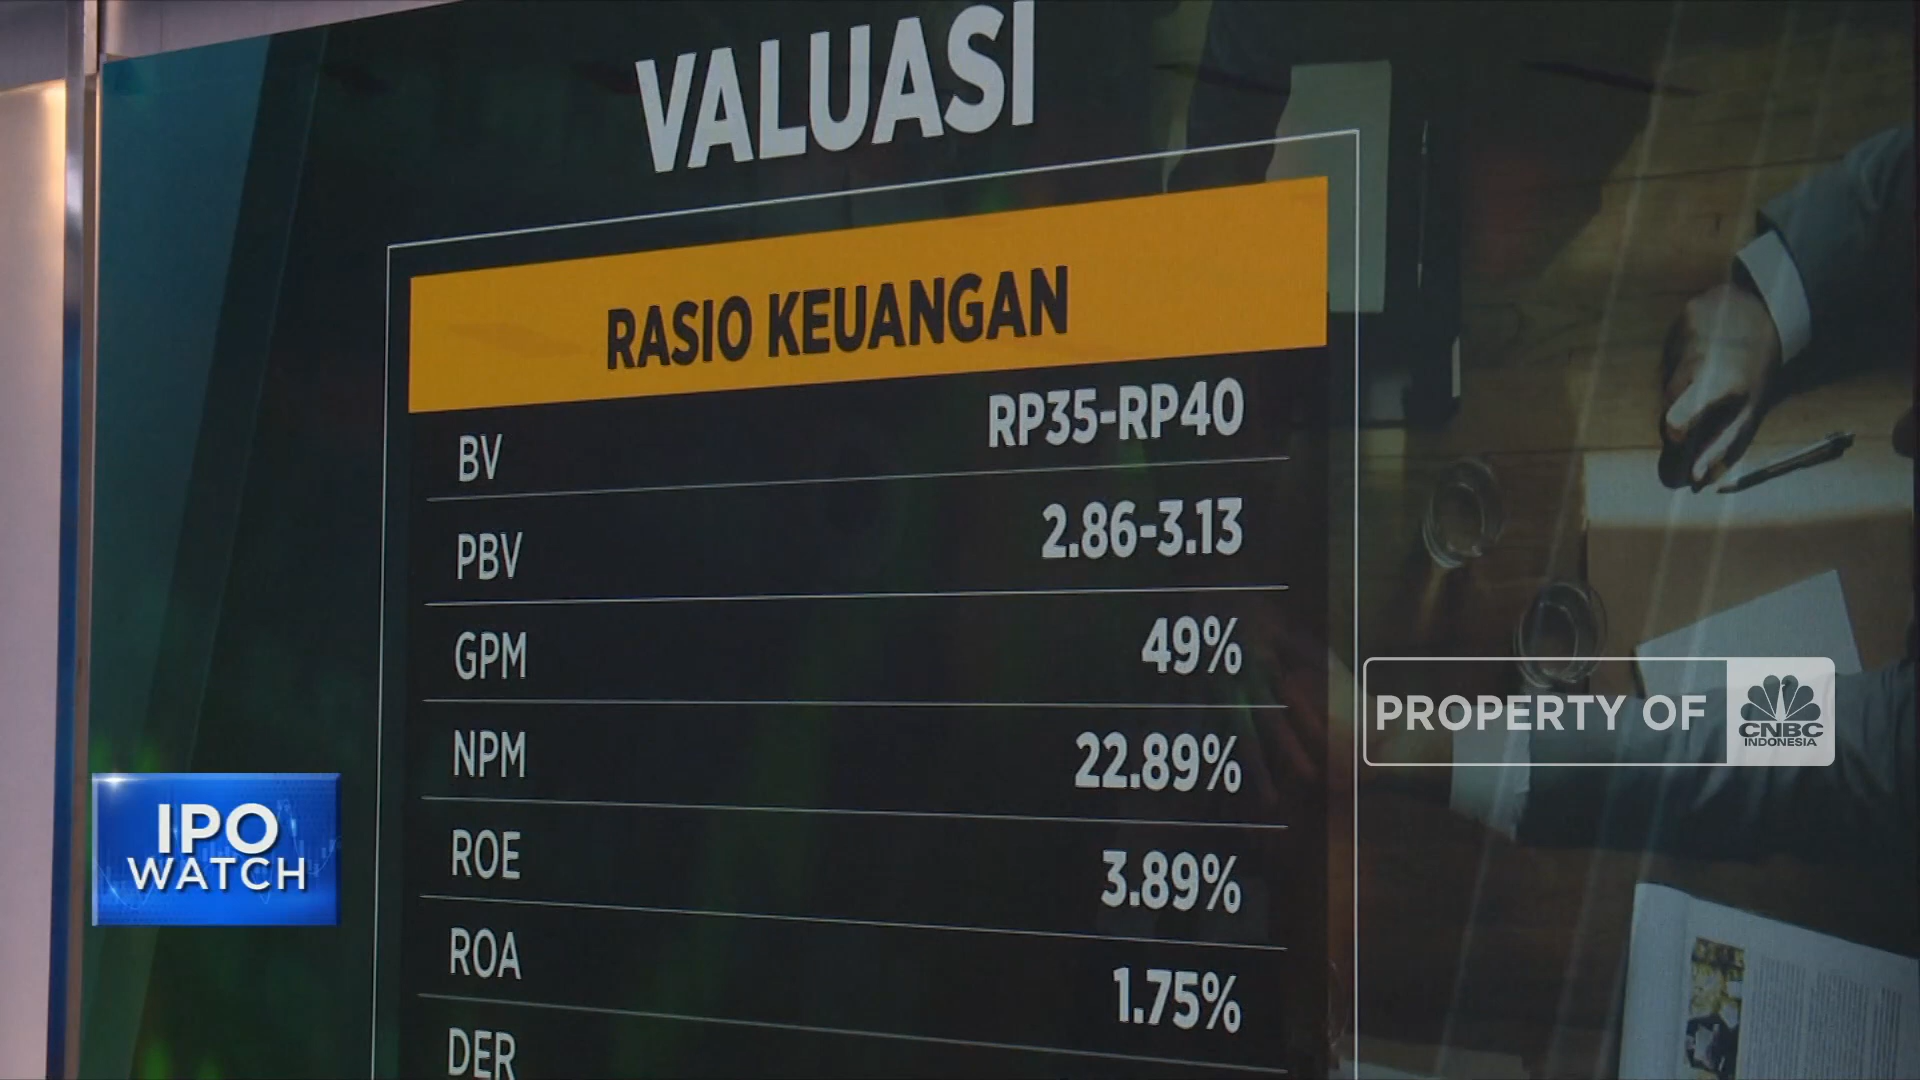 VALUASI
RASIO KEUANGAN
BV RP35-RP40
PBV 2.86-3.13
GPM 49%
NPM 22.89%
ROE 3.89%
ROA 1.75%
DER
IPO
WATCH
PROPERTY OF
CNBC
INDONESIA